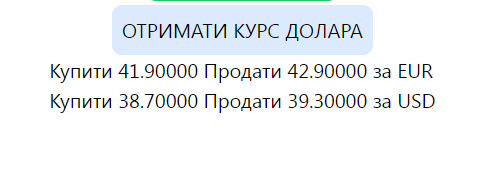 ОТРИМАТИ КУРС ДОЛАРА
Купити 41.90000 Продати 42.90000 за EUR
Купити 38.70000 Продати 39.30000 за USD